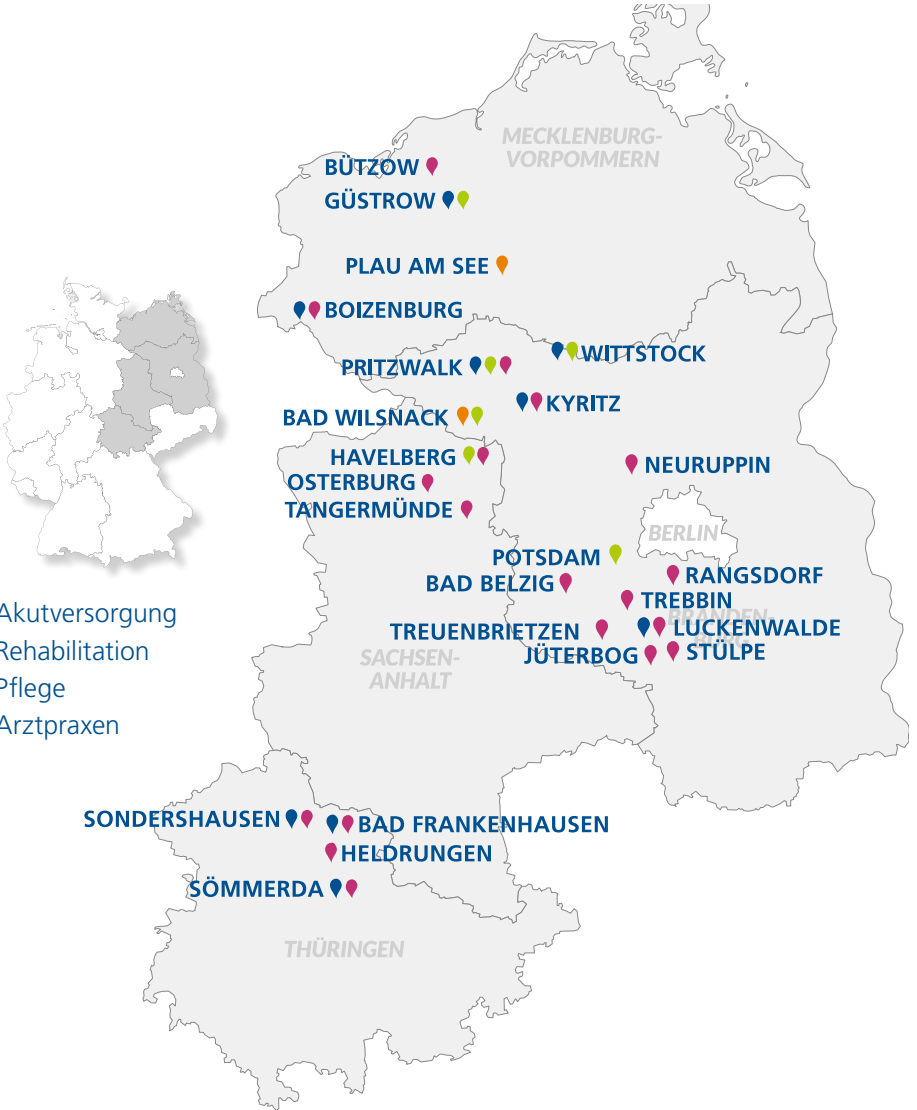 MECKLENBURG-
VORPOMMERN
BÜTZOW
GÜSTROW
PLAU AM SEE
BOIZENBURG
WITTSTOCK
PRITZWALK
KYRITZ
BAD WILSNACK
HAVELBERG
NEURUPPIN
OSTERBURG
TANGERMÜNDE
BERLIN
POTSDAM
RANGSDORF
BAD BELZIG
TREBBIN
BRANDEN-
BURG
LUCKENWALDE
TREUENBRIETZEN
STÜLPE
JÜTERBOG
SACHSEN-
ANHALT
Akutversorgung
Rehabilitation
Pflege
Arztpraxen
SONDERSHAUSEN
BAD FRANKENHAUSEN
HELDRUNGEN
SÖMMERDA
THÜRINGEN